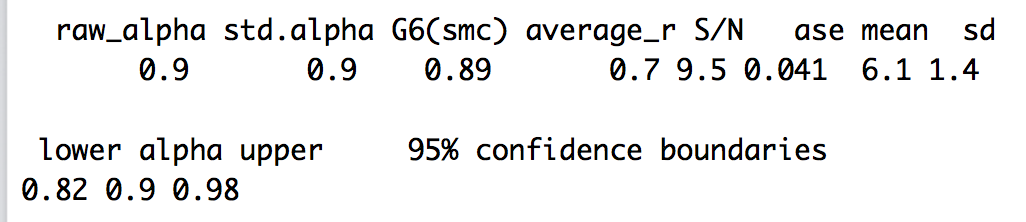 raw_alpha std.alpha G6(smc) average_r S/N ase mean sd
0.9 0.9 0.89 0.7 9.5 0.041 6.1 1.4
lower alpha upper 95% confidence boundaries
0.82 0.9 0.98